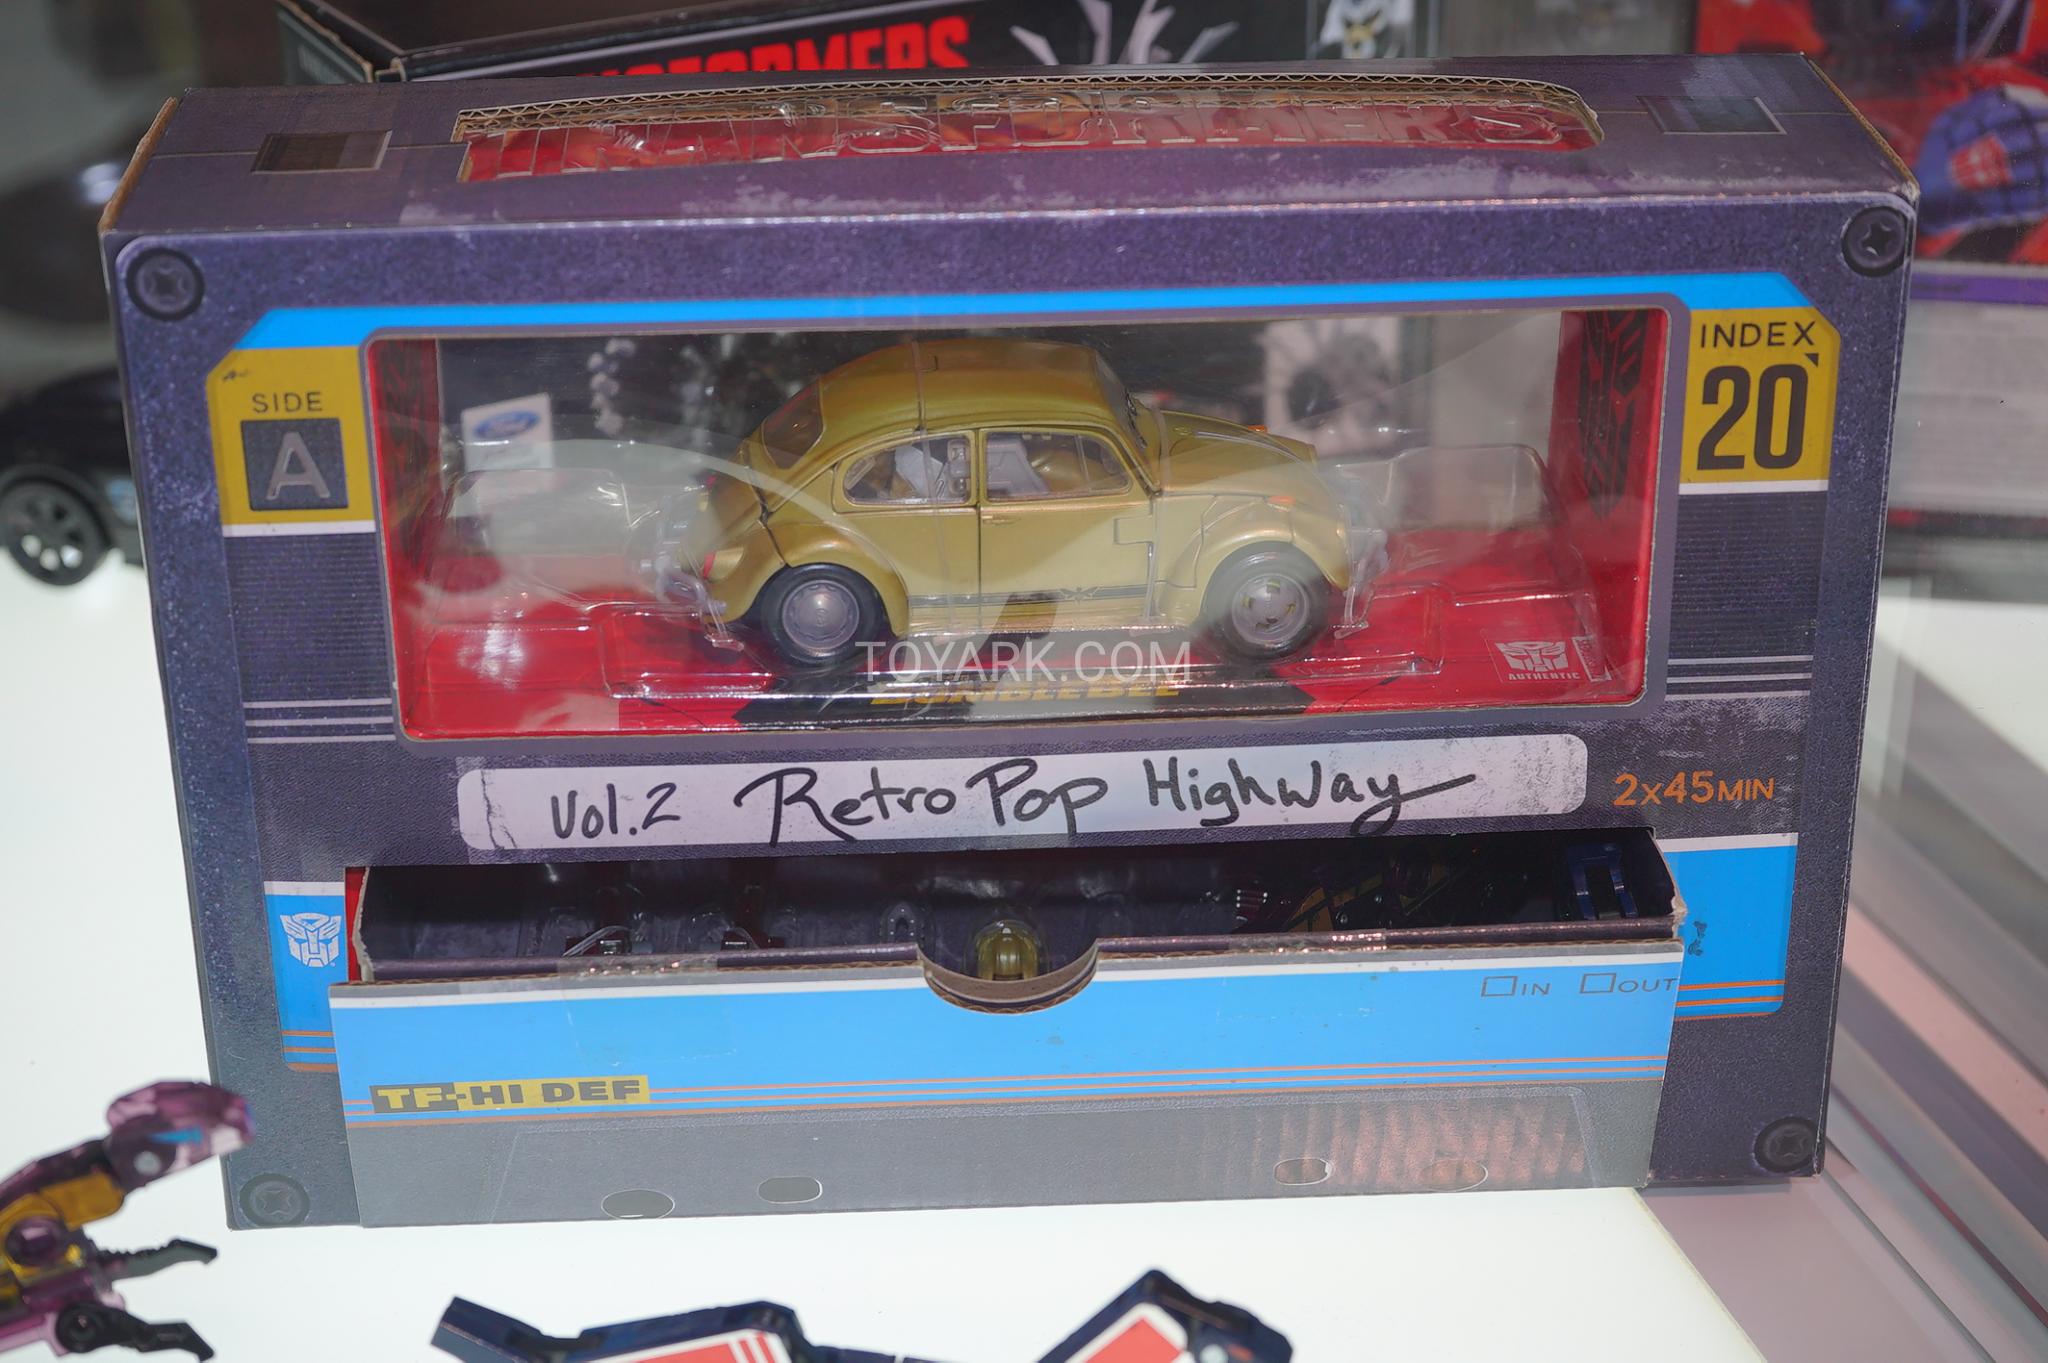 TRANSFORMERS
SIDE
A
INDEX
20
Ford
TOYARK.COM
BUMBLEBEE
AUTHENTIC
Vol.2 Retro Pop Highway
2x45MIN
IN OUT
TF-HI DEF